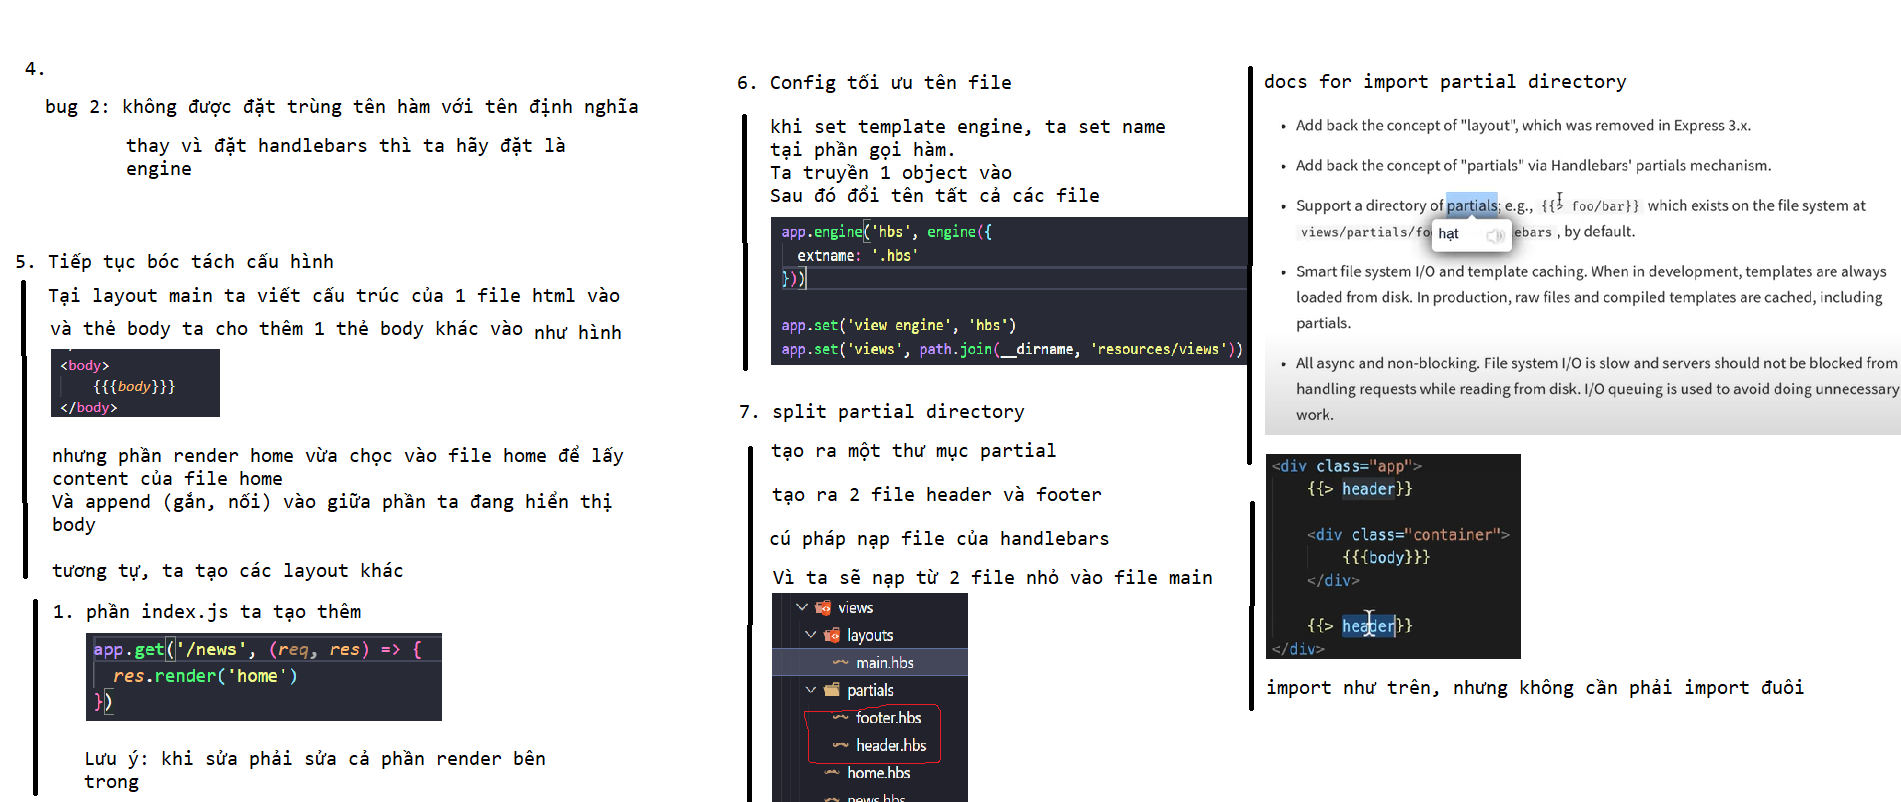 4.
bug 2: không được đặt trùng tên hàm với tên định nghĩa
thay vì đặt handlebars thì ta hãy đặt là
engine
5. Tiếp tục bóc tách cấu hình
Tại layout main ta viết cấu trúc của 1 file html vào
và thẻ body ta cho thêm 1 thẻ body khác vào như hình
<body>
{{{body}}}
</body>
nhưng phần render home vừa chọc vào file home để lấy
content của file home
Và append (gắn, nối) vào giữa phần ta đang hiển thị
body
tương tự, ta tạo các layout khác
1. phần index.js ta tạo thêm
app.get('/news', (req, res) => {
res.render('home')
})
Lưu ý: khi sửa phải sửa cả phần render bên
trong
6. Config tối ưu tên file
khi set template engine, ta set name
tại phần gọi hàm.
Ta truyền 1 object vào
Sau đó đổi tên tất cả các file
app.engine('hbs', engine({
extname: '.hbs'
}))
app.set('view engine', 'hbs')
app.set('views', path.join(__dirname, 'resources/views'))
7. split partial directory
tạo ra một thư mục partial
tạo ra 2 file header và footer
cú pháp nạp file của handlebars
Vì ta sẽ nạp từ 2 file nhỏ vào file main
views
layouts
main.hbs
partials
footer.hbs
header.hbs
home.hbs
news.hbs
docs for import partial directory
• Add back the concept of "layout", which was removed in Express 3.x.
• Add back the concept of "partials" via Handlebars' partials mechanism.
• Support a directory of partials; e.g., {{> foo/bar}} which exists on the file system at
views/partials/fo ebars , by default.
hạt
• Smart file system I/O and template caching. When in development, templates are always
loaded from disk. In production, raw files and compiled templates are cached, including
partials.
• All async and non-blocking. File system I/O is slow and servers should not be blocked from
handling requests while reading from disk. I/O queuing is used to avoid doing unnecessary
work.
<div class="app">
{{> header}}
<div class="container">
{{{body}}}
</div>
{{> header}}
</div>
import như trên, nhưng không cần phải import đuôi